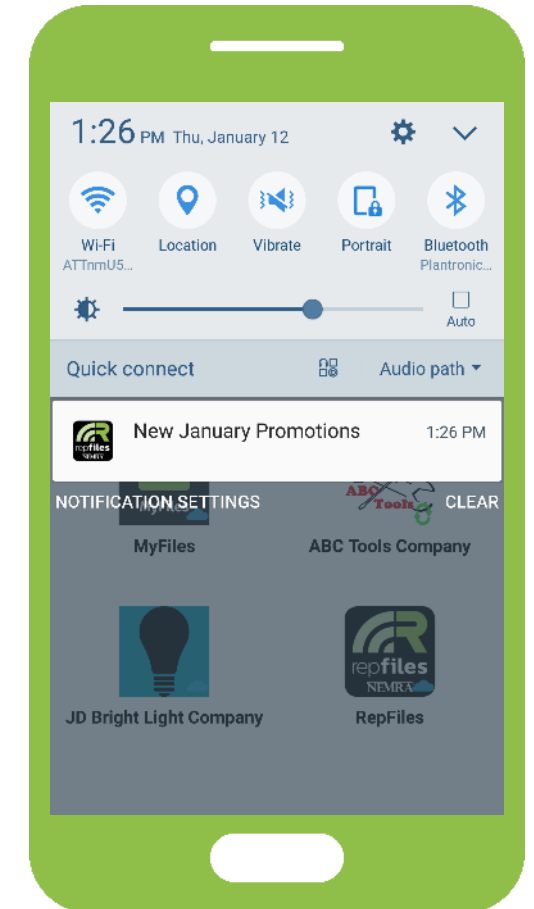 1:26 PM Thu, January 12
Wi-Fi Location Vibrate Portrait Bluetooth
ATTnmU5... Plantronic...
Auto
Quick connect Audio path
repfiles
NEMRA
New January Promotions 1:26 PM
NOTIFICATION SETTINGS CLEAR
MyFiles
ABC
Tools
MyFiles ABC Tools Company
repfiles
NEMRA
JD Bright Light Company RepFiles